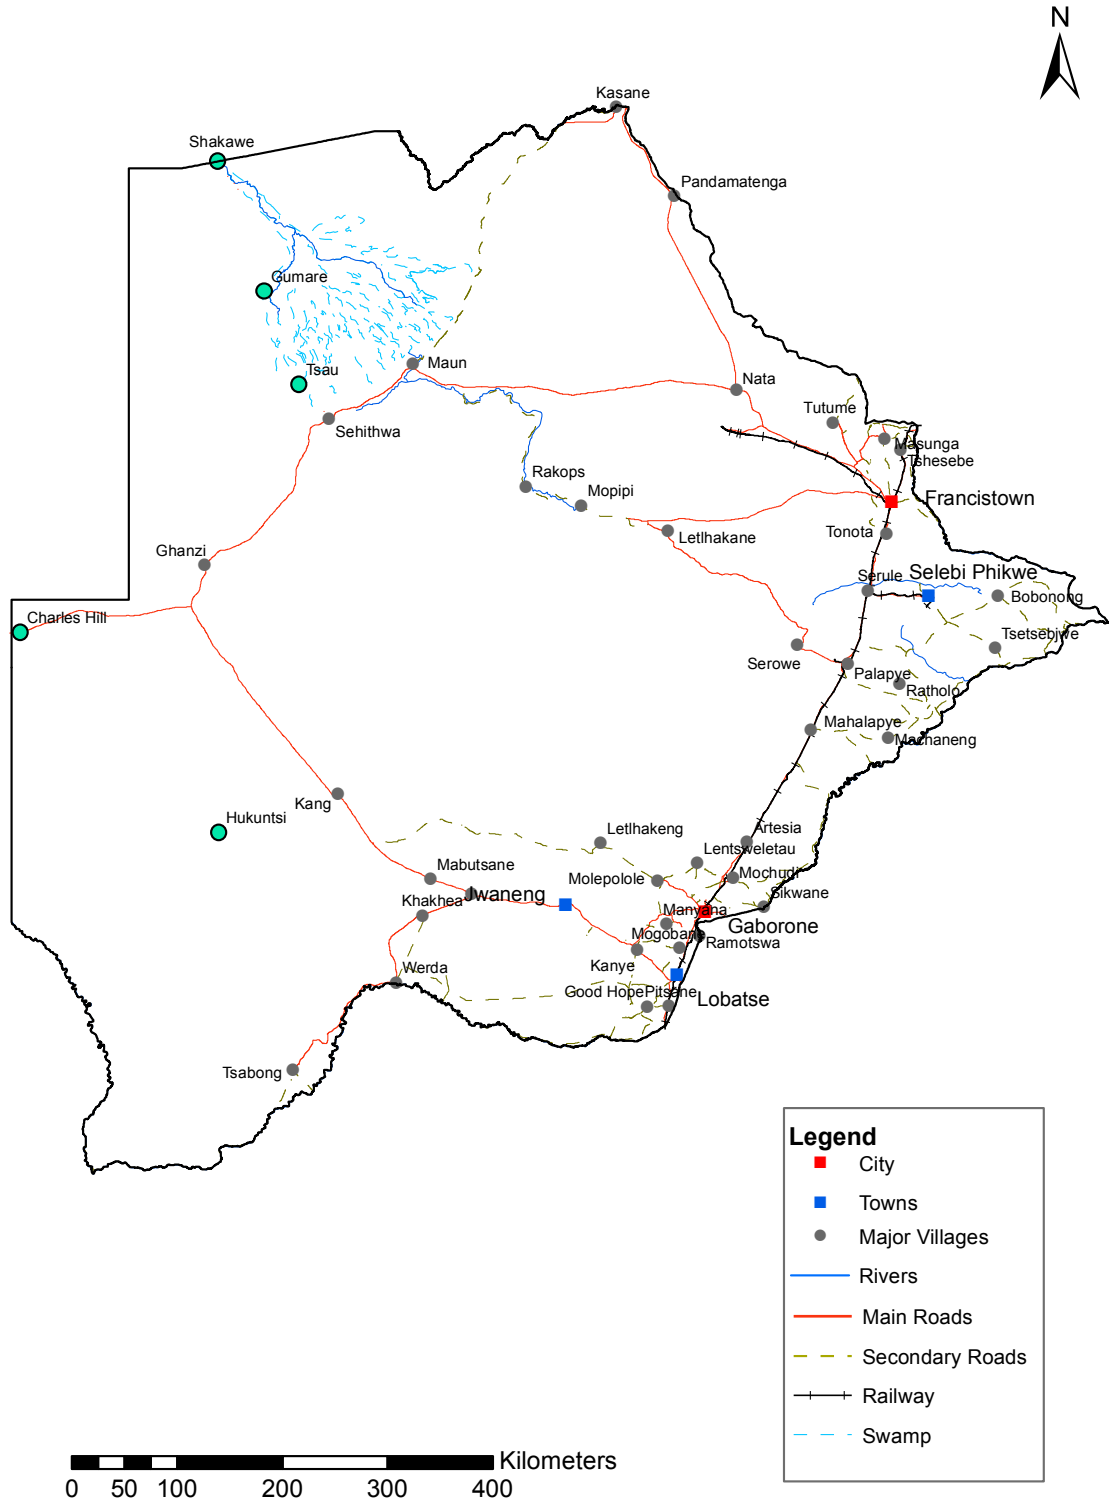 N
Kasane
Shakawe
Pandamatenga
Gumare
Tsau
Maun
Nata
Tutume
Sehithwa
Masunga
Tshesebe
Rakops
Mopipi
Francistown
Letlhakane
Tonota
Ghanzi
Serule
Selebi Phikwe
Bobonong
Charles Hill
Tsetsebjwe
Serowe
Palapye
Ratholo
Mahalapye
Machaneng
Kang
Hukuntsi
Letlhakeng
Artesia
Lentsweletau
Mabutsane
Molepolole
Mochudi
Jwaneng
Sikwane
Khakhea
Manyana
Gaborone
Mogobane
Ramotswa
Kanye
Werda
Good Hope
Pitsane
Lobatse
Tsabong
Legend
City
Towns
Major Villages
Rivers
Main Roads
Secondary Roads
Railway
Swamp
Kilometers
0 50 100 200 300 400